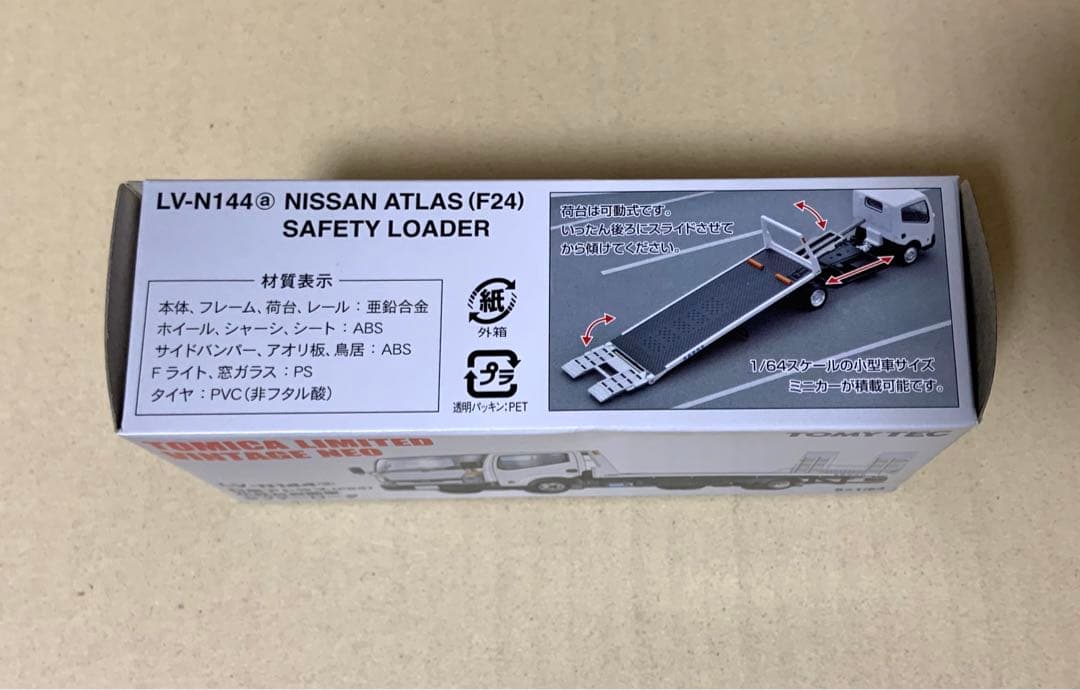 LV-N144ⓐ NISSAN ATLAS (F24)
SAFETY LOADER
材質表示
本体、フレーム、荷台、レール：亜鉛合金
ホイール、シャーシ、シート：ABS
サイドバンパー、アオリ板、鳥居：ABS
Fライト、窓ガラス：PS
タイヤ：PVC（非フタル酸）
紙
外箱
プラ
透明パッキン：PET
荷台は可動式です。
いったん後ろにスライドさせて
から傾けてください。
1/64スケールの小型車サイズ
ミニカーが積載可能です。
TOMICA LIMITED
VINTAGE NEO
TOMYTEC
LV-N144ⓐ